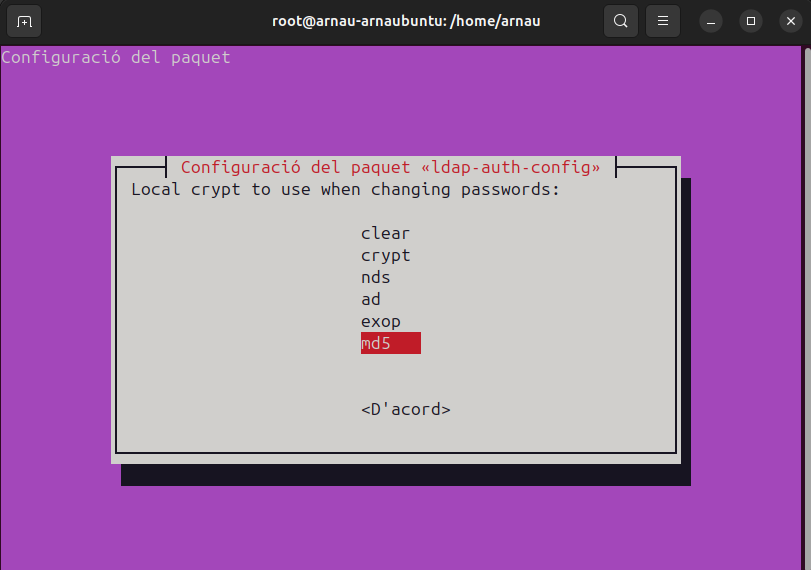 root@arnau-arnaubuntu: /home/arnau
Configuració del paquet
Configuració del paquet «ldap-auth-config»
Local crypt to use when changing passwords:
clear
crypt
nds
ad
exop
md5
<D'acord>